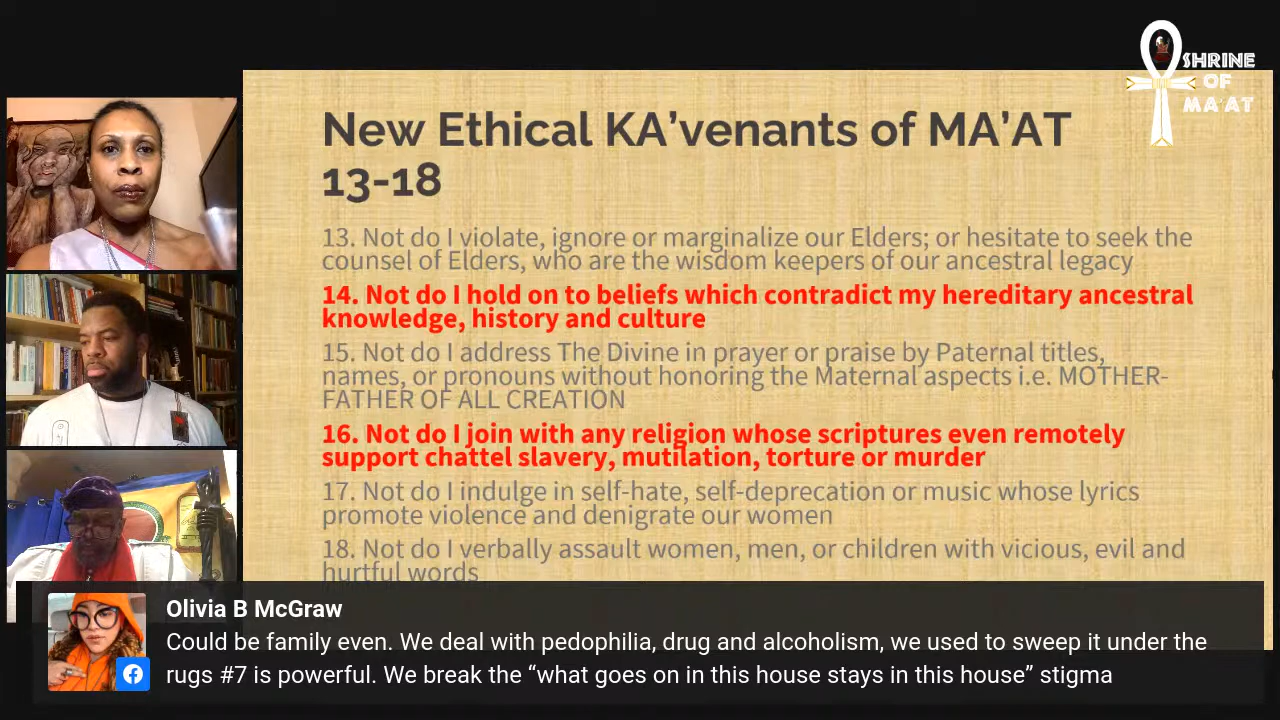 SHRINE
OF
MA'AT
New Ethical KA’venants of MA’AT
13-18
13. Not do I violate, ignore or marginalize our Elders; or hesitate to seek the
counsel of Elders, who are the wisdom keepers of our ancestral legacy
14. Not do I hold on to beliefs which contradict my hereditary ancestral
knowledge, history and culture
15. Not do I address The Divine in prayer or praise by Paternal titles,
names, or pronouns without honoring the Maternal aspects i.e. MOTHER-
FATHER OF ALL CREATION
16. Not do I join with any religion whose scriptures even remotely
support chattel slavery, mutilation, torture or murder
17. Not do I indulge in self-hate, self-deprecation or music whose lyrics
promote violence and denigrate our women
18. Not do I verbally assault women, men, or children with vicious, evil and
hurtful words
Olivia B McGraw
Could be family even. We deal with pedophilia, drug and alcoholism, we used to sweep it under the
rugs #7 is powerful. We break the “what goes on in this house stays in this house” stigma